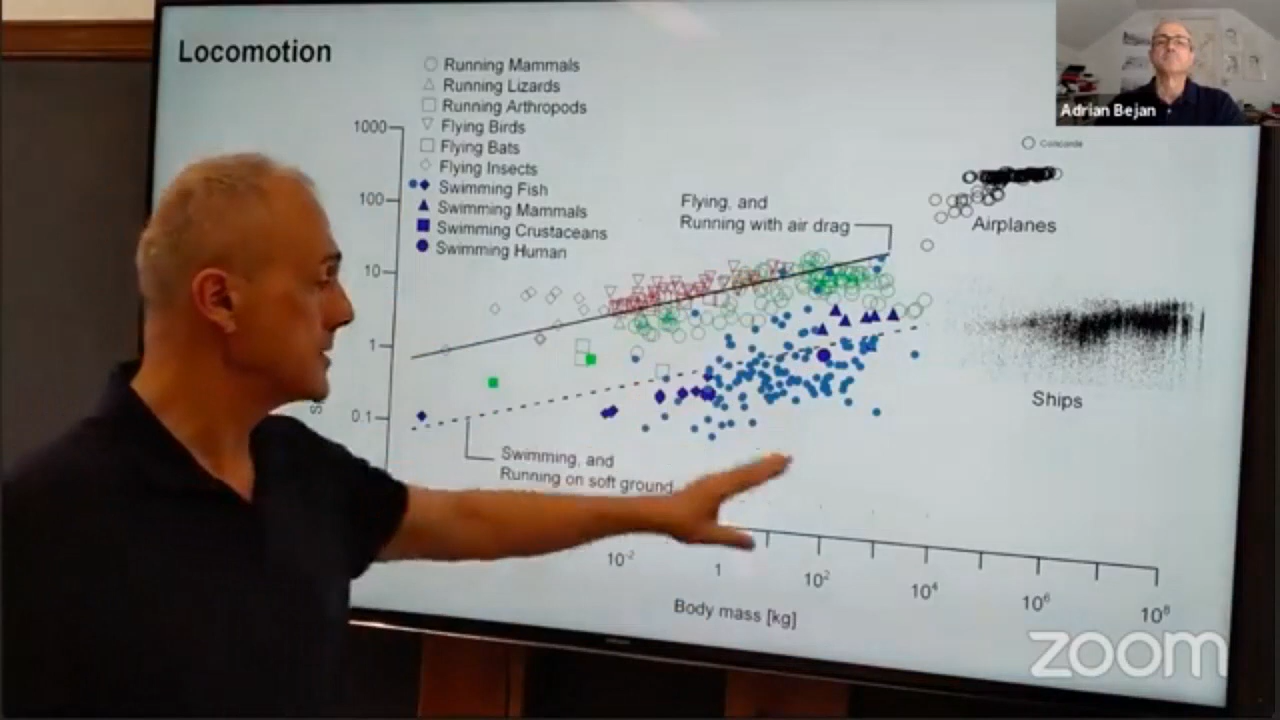 Locomotion
Running Mammals
Running Lizards
Running Arthropods
Flying Birds
Flying Bats
Flying Insects
Swimming Fish
Swimming Mammals
Swimming Crustaceans
Swimming Human
Adrian Bejan
Concorde
1000
100
10
1
0.1
S
Flying, and
Running with air drag
Airplanes
Ships
Swimming, and
Running on soft ground
10⁻²
1
10²
10⁴
10⁶
10⁸
Body mass [kg]
zoom